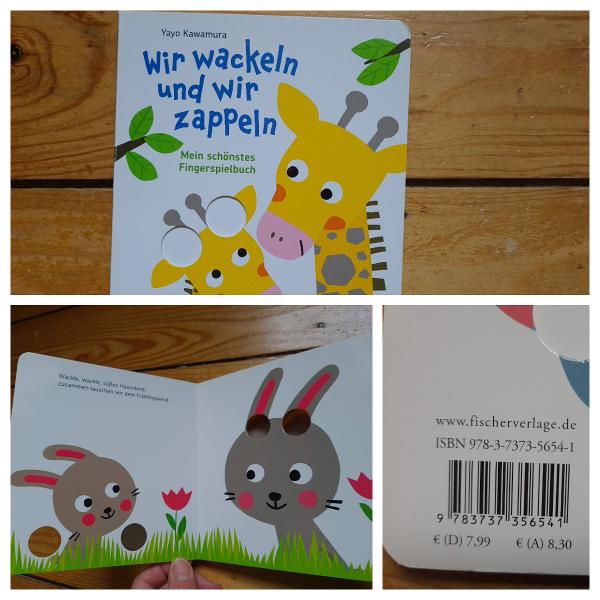 Yayo Kawamura
Wir wackeln
und wir
zappeln
Mein schönstes
Fingerspielbuch
Wackle, wackle, süßes Hasenkind,
zusammen lauschen wir dem Frühlingswind.
www.fischerverlage.de
ISBN 978-3-7373-5654-1
9 783737 356541
€ (D) 7,99 € (A) 8,30